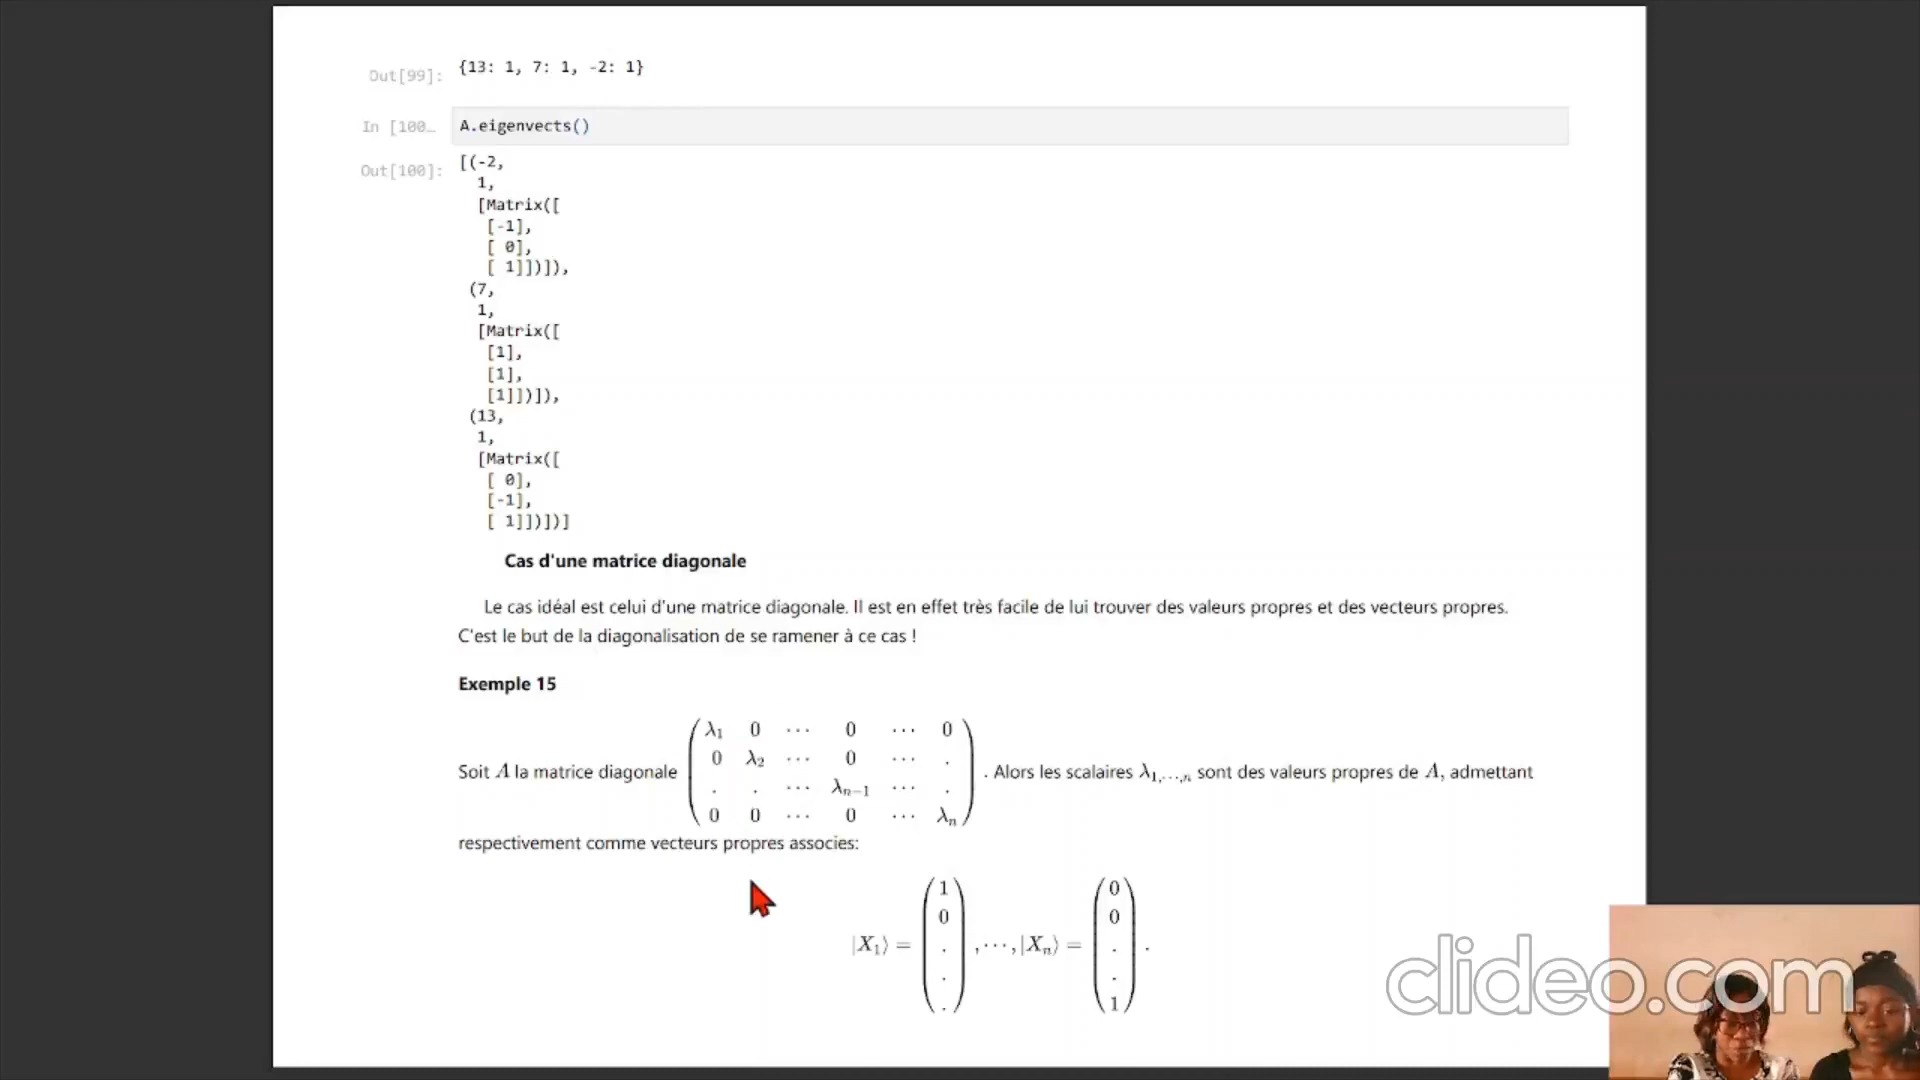 Out[99]: {13: 1, 7: 1, -2: 1}
In [100… A.eigenvects()
Out[100]: [(-2,
1,
[Matrix([
[-1],
[ 0],
[ 1]])]),
(7,
1,
[Matrix([
[1],
[1],
[1]])]),
(13,
1,
[Matrix([
[ 0],
[-1],
[ 1]])])]
Cas d'une matrice diagonale
Le cas idéal est celui d'une matrice diagonale. Il est en effet très facile de lui trouver des valeurs propres et des vecteurs propres.
C'est le but de la diagonalisation de se ramener à ce cas !
Exemple 15
λ₁ 0 ⋯ 0 ⋯ 0
0 λ₂ ⋯ 0 ⋯ .
Soit A la matrice diagonale . Alors les scalaires λ₁,…,ₙ sont des valeurs propres de A, admettant
. . ⋯ λₙ₋₁ ⋯ .
0 0 ⋯ 0 ⋯ λₙ
respectivement comme vecteurs propres associes:
1 0
0 0
|X₁⟩ = . , ⋯ , |Xₙ⟩ = . .
. .
. 1
clideo.com